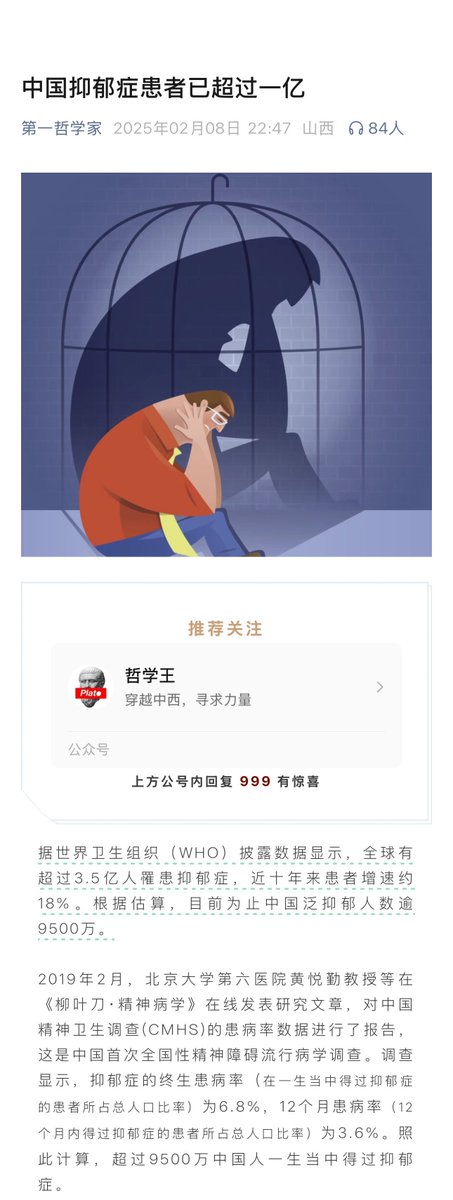 中国抑郁症患者已超过一亿
第一哲学家 2025年02月08日 22:47 山西 84人
推荐关注
Plato
哲学王
穿越中西，寻求力量
公众号
上方公号内回复 999 有惊喜
据世界卫生组织（WHO）披露数据显示，全球有
超过3.5亿人罹患抑郁症，近十年来患者增速约
18%。根据估算，目前为止中国泛抑郁人数逾
9500万。
2019年2月，北京大学第六医院黄悦勤教授等在
《柳叶刀·精神病学》在线发表研究文章，对中国
精神卫生调查(CMHS)的患病率数据进行了报告，
这是中国首次全国性精神障碍流行病学调查。调查
显示，抑郁症的终生患病率（在一生当中得过抑郁症
的患者所占总人口比率）为6.8%，12个月患病率（12
个月内得过抑郁症的患者所占总人口比率）为3.6%。照
此计算，超过9500万中国人一生当中得过抑郁
症。